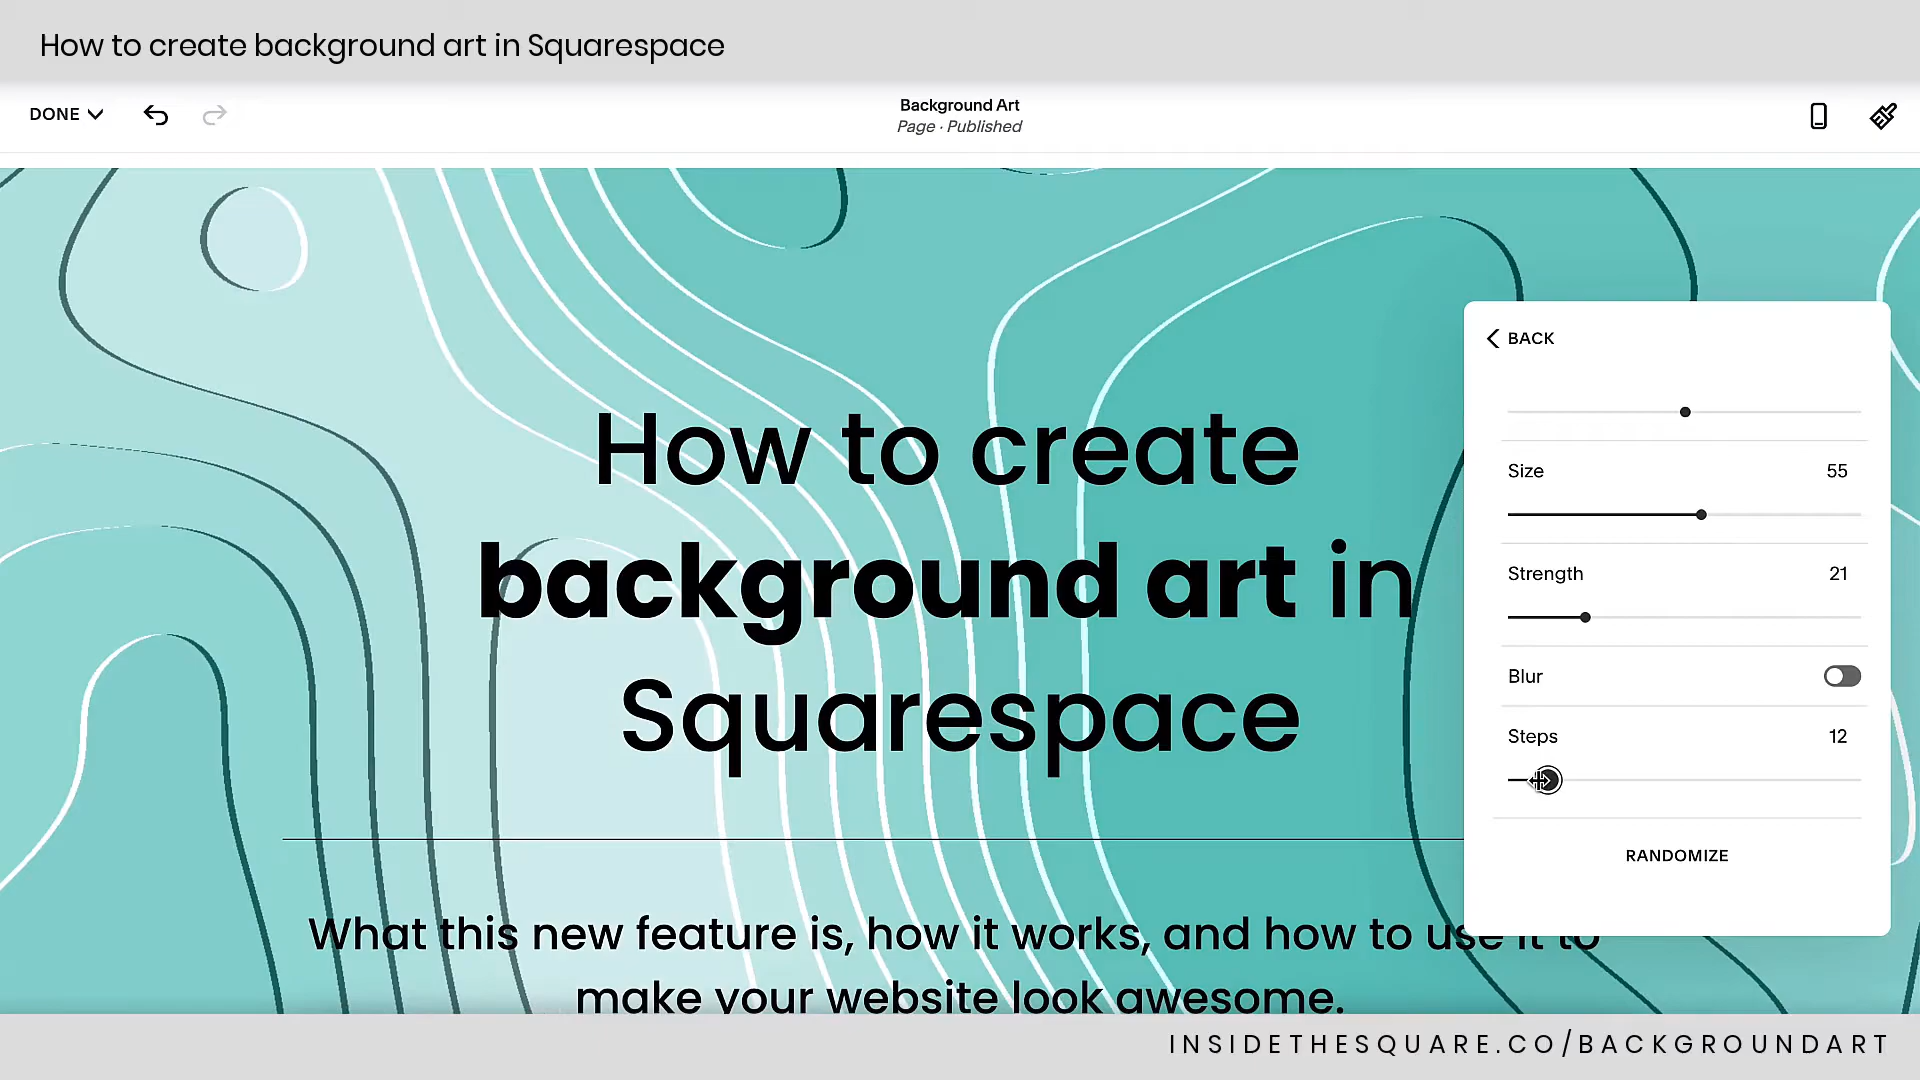 How to create background art in Squarespace
DONE
Background Art
Page · Published
How to create
background art in
Squarespace
What this new feature is, how it works, and how to use it to
make your website look awesome.
BACK
Size 55
Strength 21
Blur
Steps 12
RANDOMIZE
INSIDETHESQUARE.CO/BACKGROUNDART